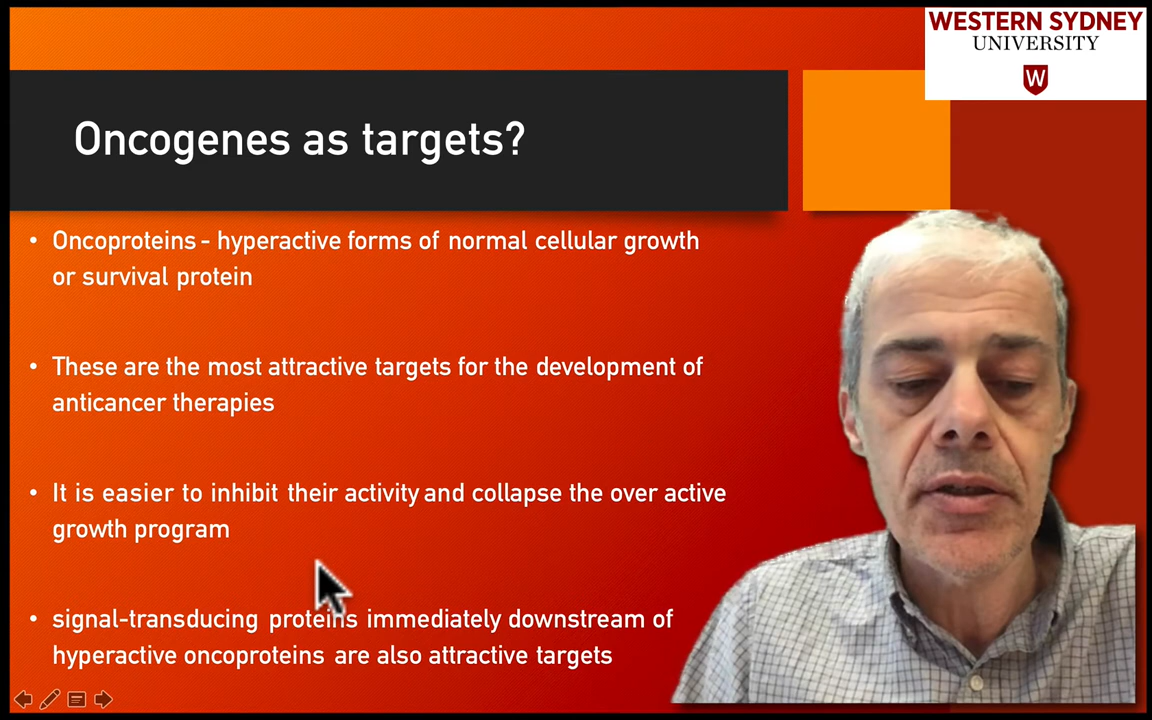 WESTERN SYDNEY
UNIVERSITY
W
Oncogenes as targets?
• Oncoproteins - hyperactive forms of normal cellular growth
or survival protein
• These are the most attractive targets for the development of
anticancer therapies
• It is easier to inhibit their activity and collapse the over active
growth program
• signal-transducing proteins immediately downstream of
hyperactive oncoproteins are also attractive targets